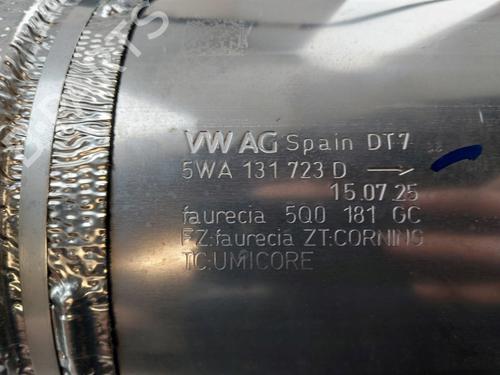 VW AG Spain DT7
5WA 131 723 D
15.07.25
faurecia 5Q0 181 GC
FZ:faurecia ZT:CORNING
TC:UMICORE